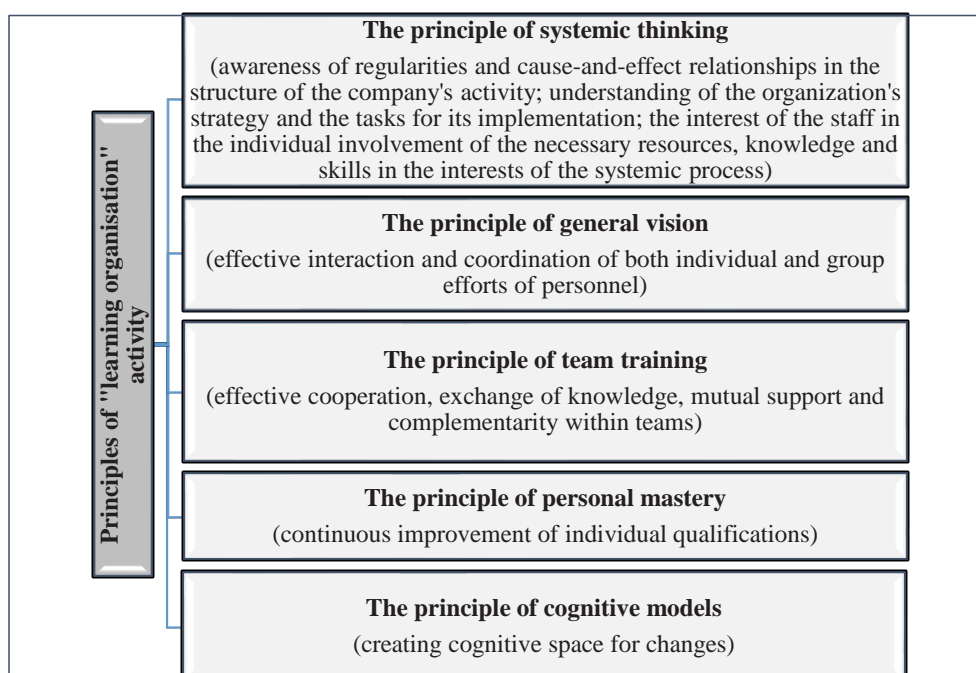 Principles of "learning organisation"
activity
The principle of systemic thinking
(awareness of regularities and cause-and-effect relationships in the
structure of the company's activity; understanding of the organization's
strategy and the tasks for its implementation; the interest of the staff in
the individual involvement of the necessary resources, knowledge and
skills in the interests of the systemic process)
The principle of general vision
(effective interaction and coordination of both individual and group
efforts of personnel)
The principle of team training
(effective cooperation, exchange of knowledge, mutual support and
complementarity within teams)
The principle of personal mastery
(continuous improvement of individual qualifications)
The principle of cognitive models
(creating cognitive space for changes)